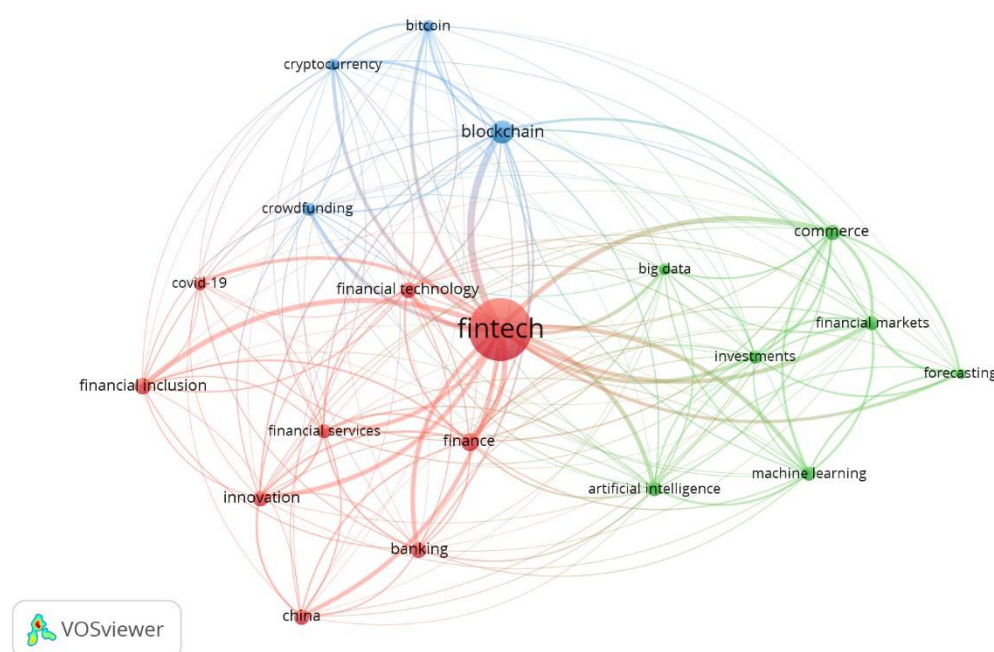 bitcoin
cryptocurrency
blockchain
crowdfunding
commerce
big data
covid-19
financial technology
fintech
financial markets
investments
forecasting
financial inclusion
financial services
finance
machine learning
artificial intelligence
innovation
banking
china
VOSviewer